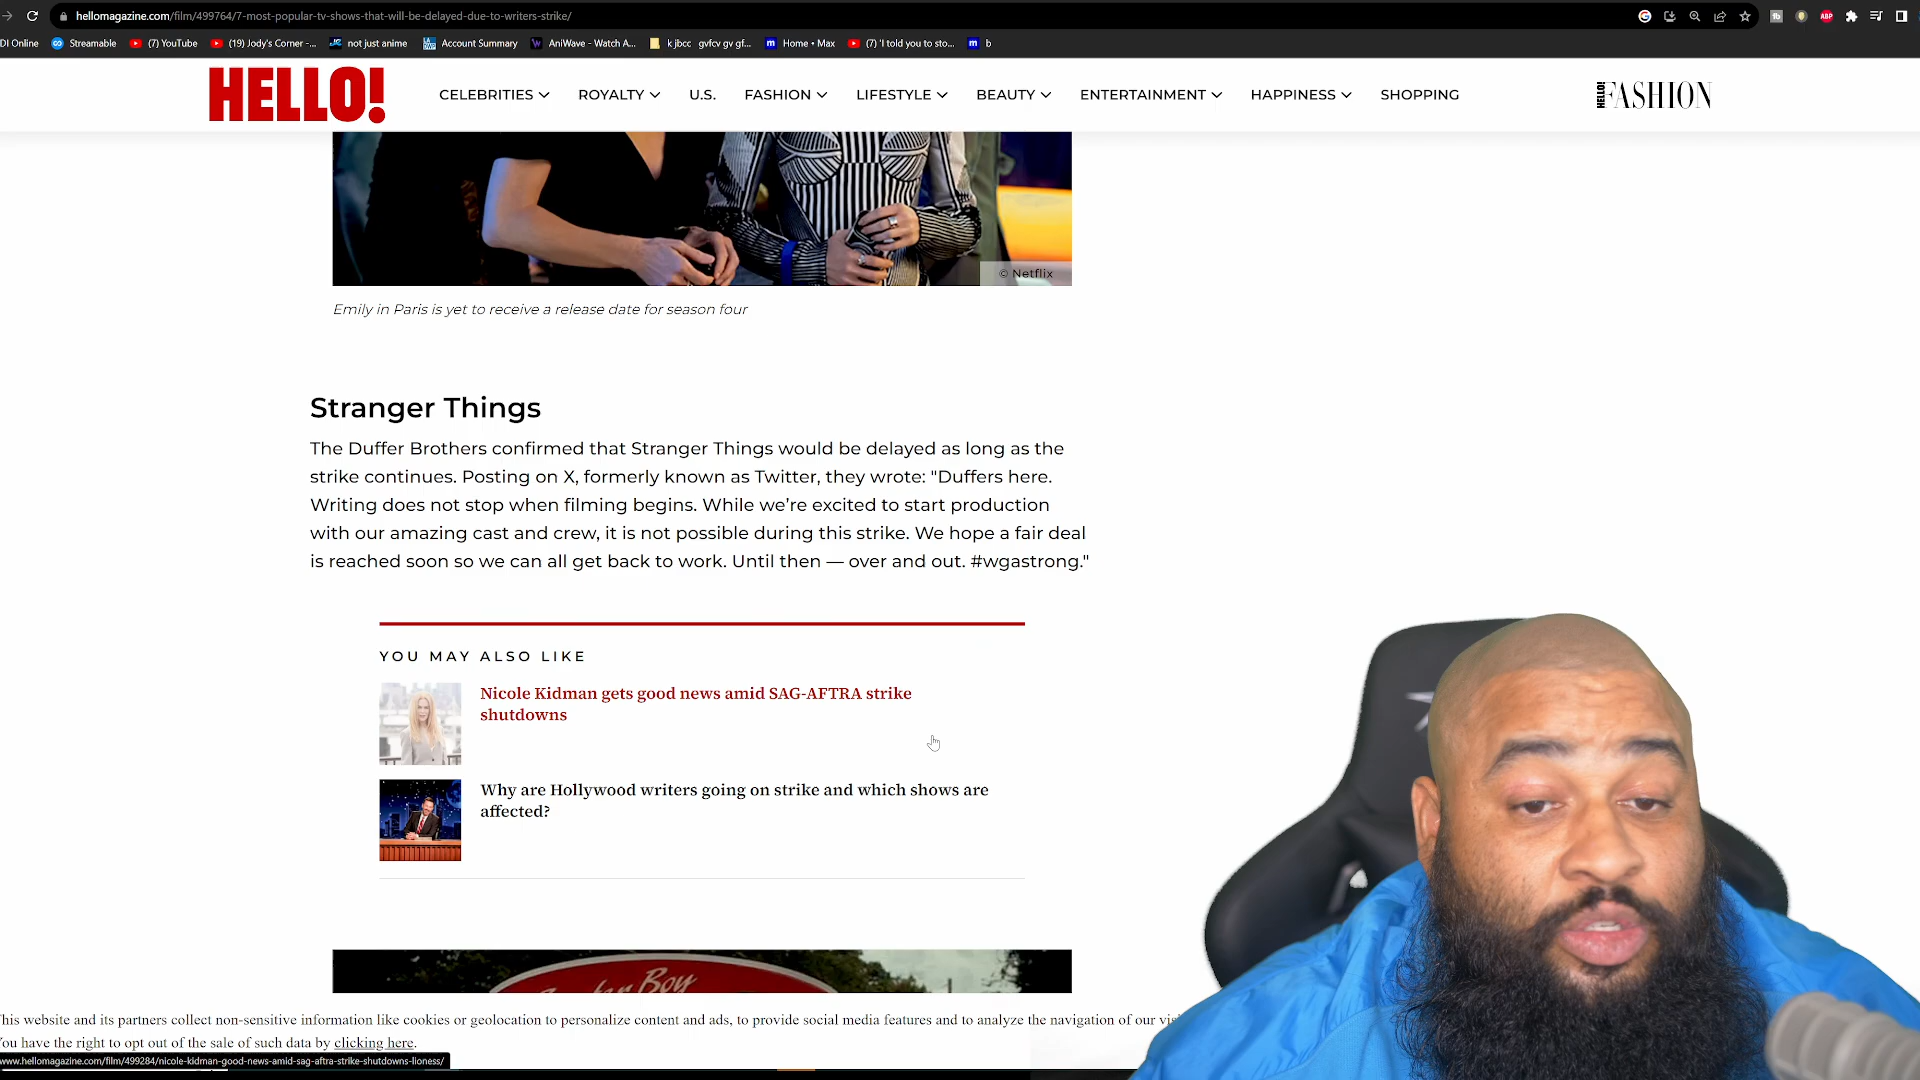 hellomagazine.com/film/499764/7-most-popular-tv-shows-that-will-be-delayed-due-to-writers-strike/
DI Online
Streamable
(7) YouTube
(19) Jody's Corner -...
not just anime
Account Summary
AniWave - Watch A...
k jbcc gvfcv gv gf...
Home • Max
(7) 'I told you to sto...
b
HELLO!
CELEBRITIES
ROYALTY
U.S.
FASHION
LIFESTYLE
BEAUTY
ENTERTAINMENT
HAPPINESS
SHOPPING
HELLO! FASHION
© Netflix
Emily in Paris is yet to receive a release date for season four
Stranger Things
The Duffer Brothers confirmed that Stranger Things would be delayed as long as the
strike continues. Posting on X, formerly known as Twitter, they wrote: "Duffers here.
Writing does not stop when filming begins. While we're excited to start production
with our amazing cast and crew, it is not possible during this strike. We hope a fair deal
is reached soon so we can all get back to work. Until then — over and out. #wgastrong."
YOU MAY ALSO LIKE
Nicole Kidman gets good news amid SAG-AFTRA strike
shutdowns
Why are Hollywood writers going on strike and which shows are
affected?
Boy
his website and its partners collect non-sensitive information like cookies or geolocation to personalize content and ads, to provide social media features and to analyze the navigation of our
ou have the right to opt out of the sale of such data by clicking here.
www.hellomagazine.com/film/499284/nicole-kidman-good-news-amid-sag-aftra-strike-shutdowns-lioness/